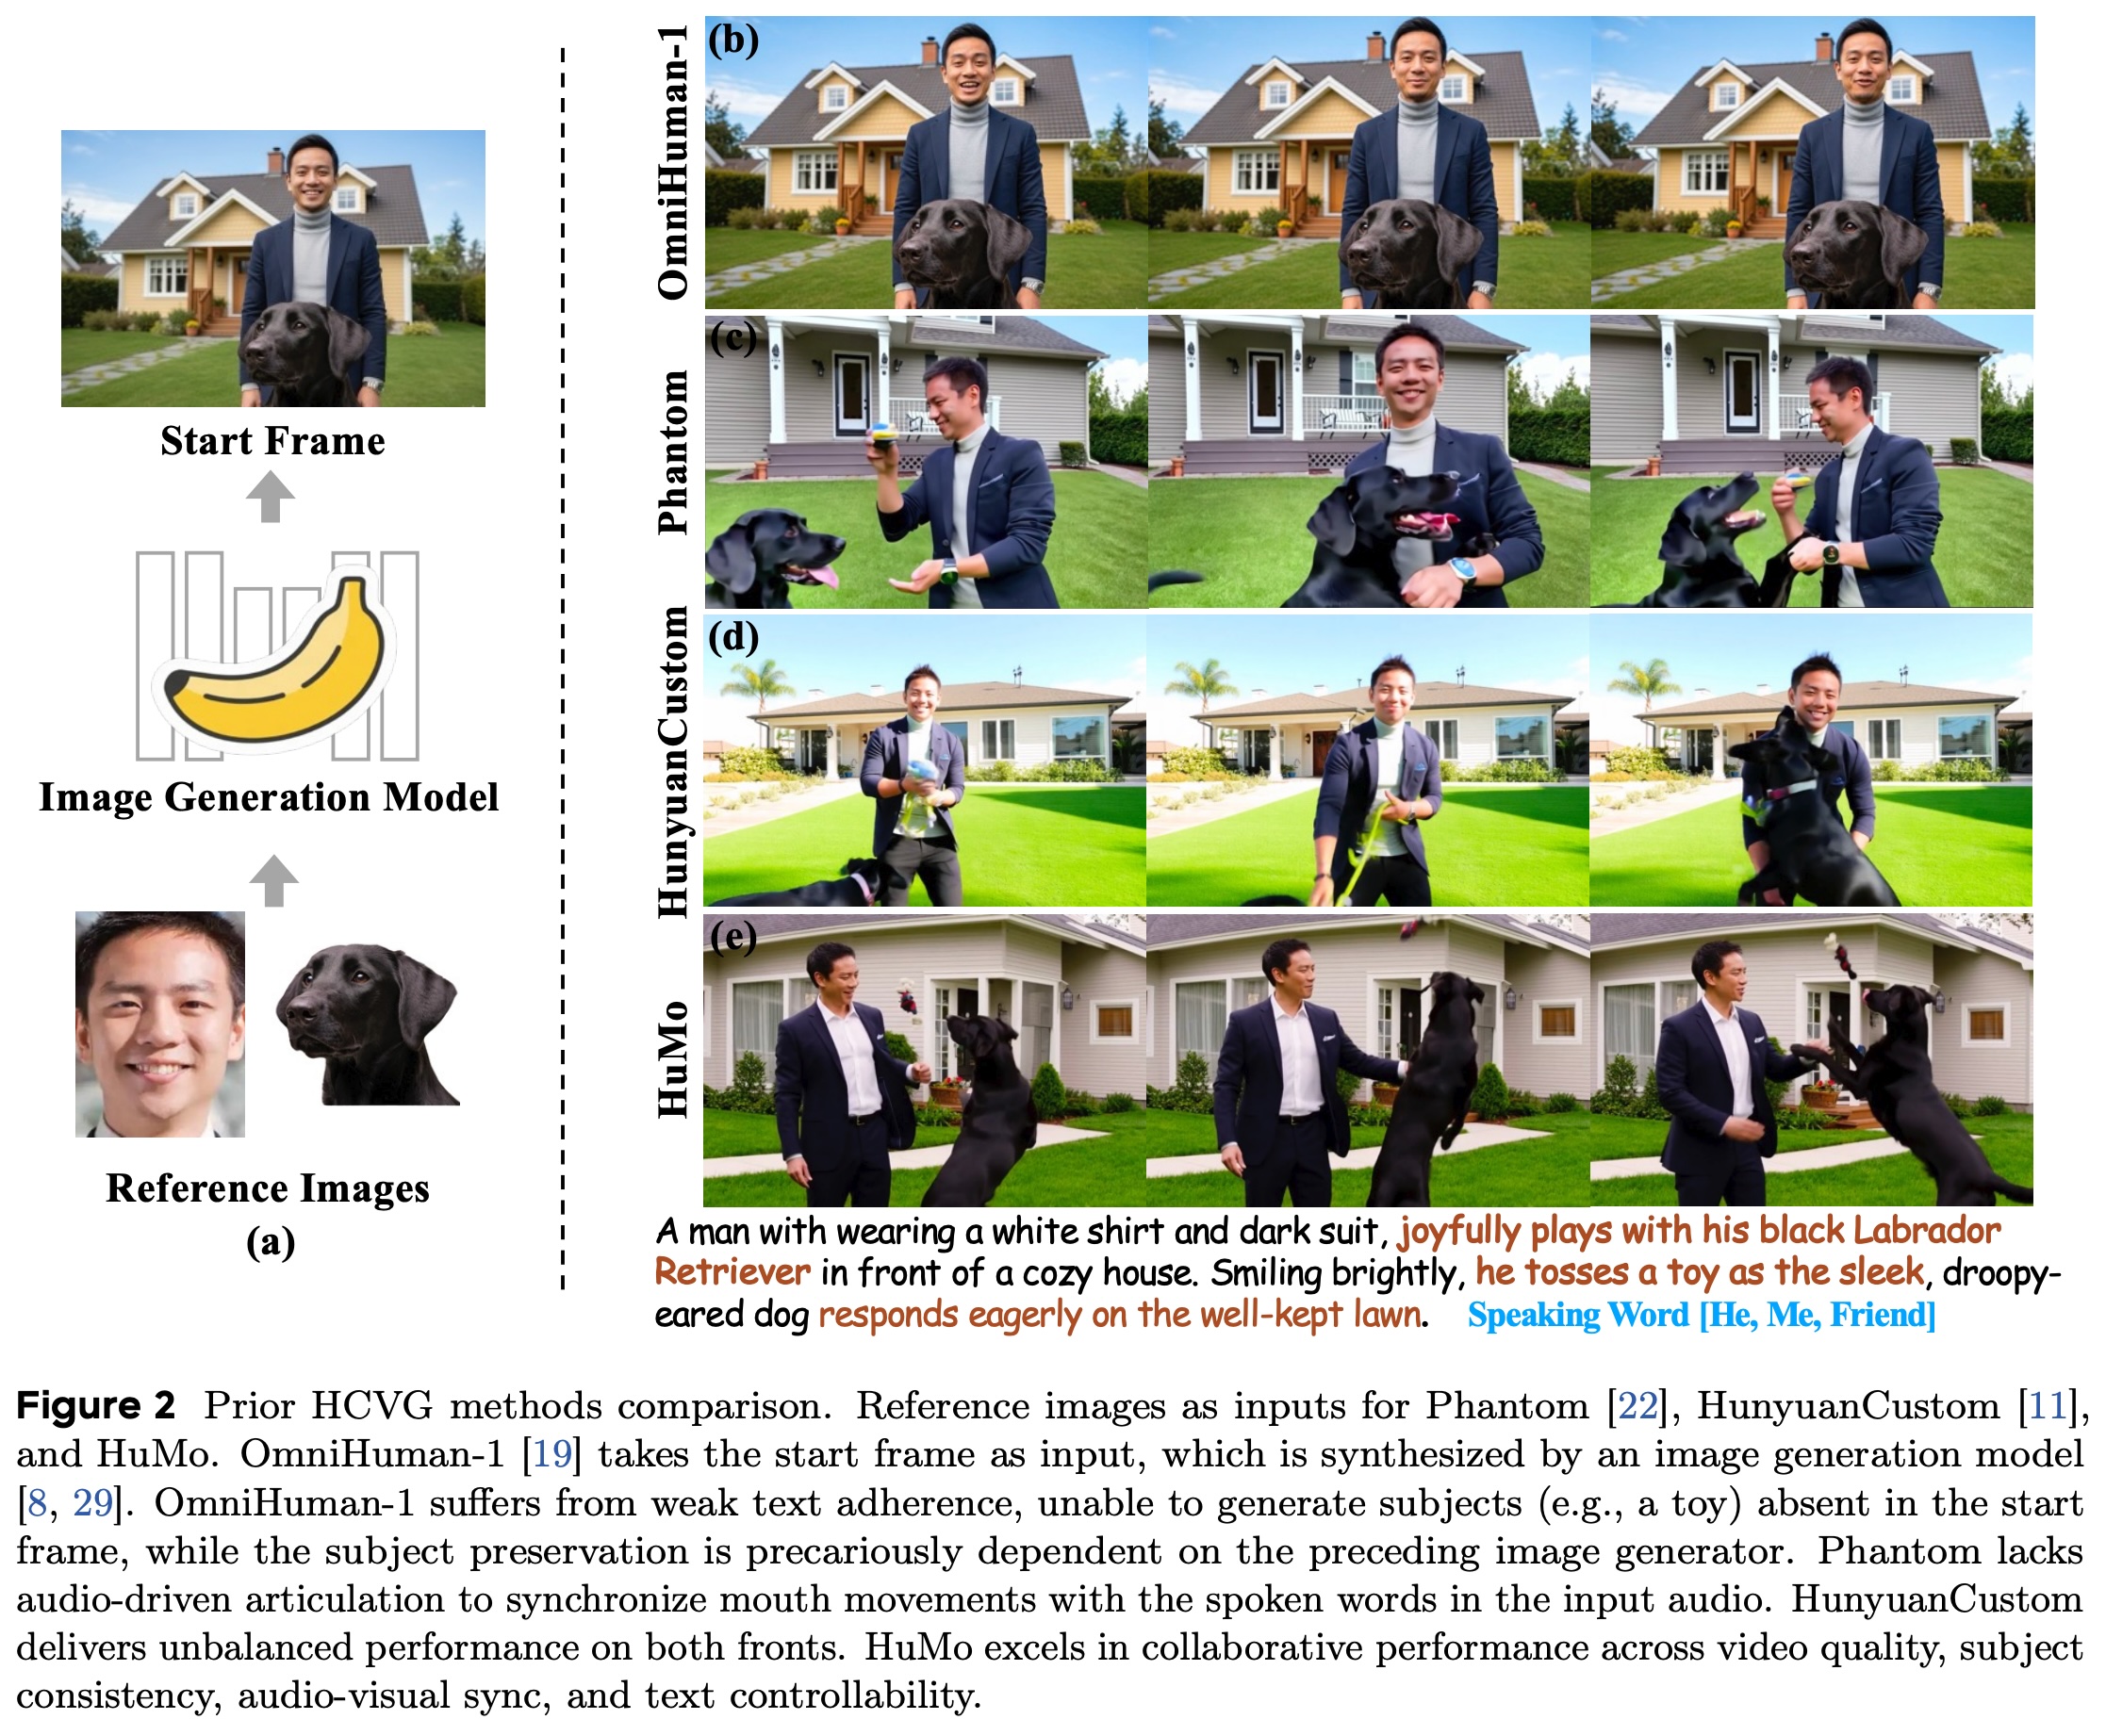 Start Frame
Image Generation Model
Reference Images
(a)
OmniHuman-1
(b)
Phantom
(c)
HunyuanCustom
(d)
HuMo
(e)
A man with wearing a white shirt and dark suit, joyfully plays with his black Labrador
Retriever in front of a cozy house. Smiling brightly, he tosses a toy as the sleek, droopy-
eared dog responds eagerly on the well-kept lawn. Speaking Word [He, Me, Friend]
Figure 2 Prior HCVG methods comparison. Reference images as inputs for Phantom [22], HunyuanCustom [11],
and HuMo. OmniHuman-1 [19] takes the start frame as input, which is synthesized by an image generation model
[8, 29]. OmniHuman-1 suffers from weak text adherence, unable to generate subjects (e.g., a toy) absent in the start
frame, while the subject preservation is precariously dependent on the preceding image generator. Phantom lacks
audio-driven articulation to synchronize mouth movements with the spoken words in the input audio. HunyuanCustom
delivers unbalanced performance on both fronts. HuMo excels in collaborative performance across video quality, subject
consistency, audio-visual sync, and text controllability.